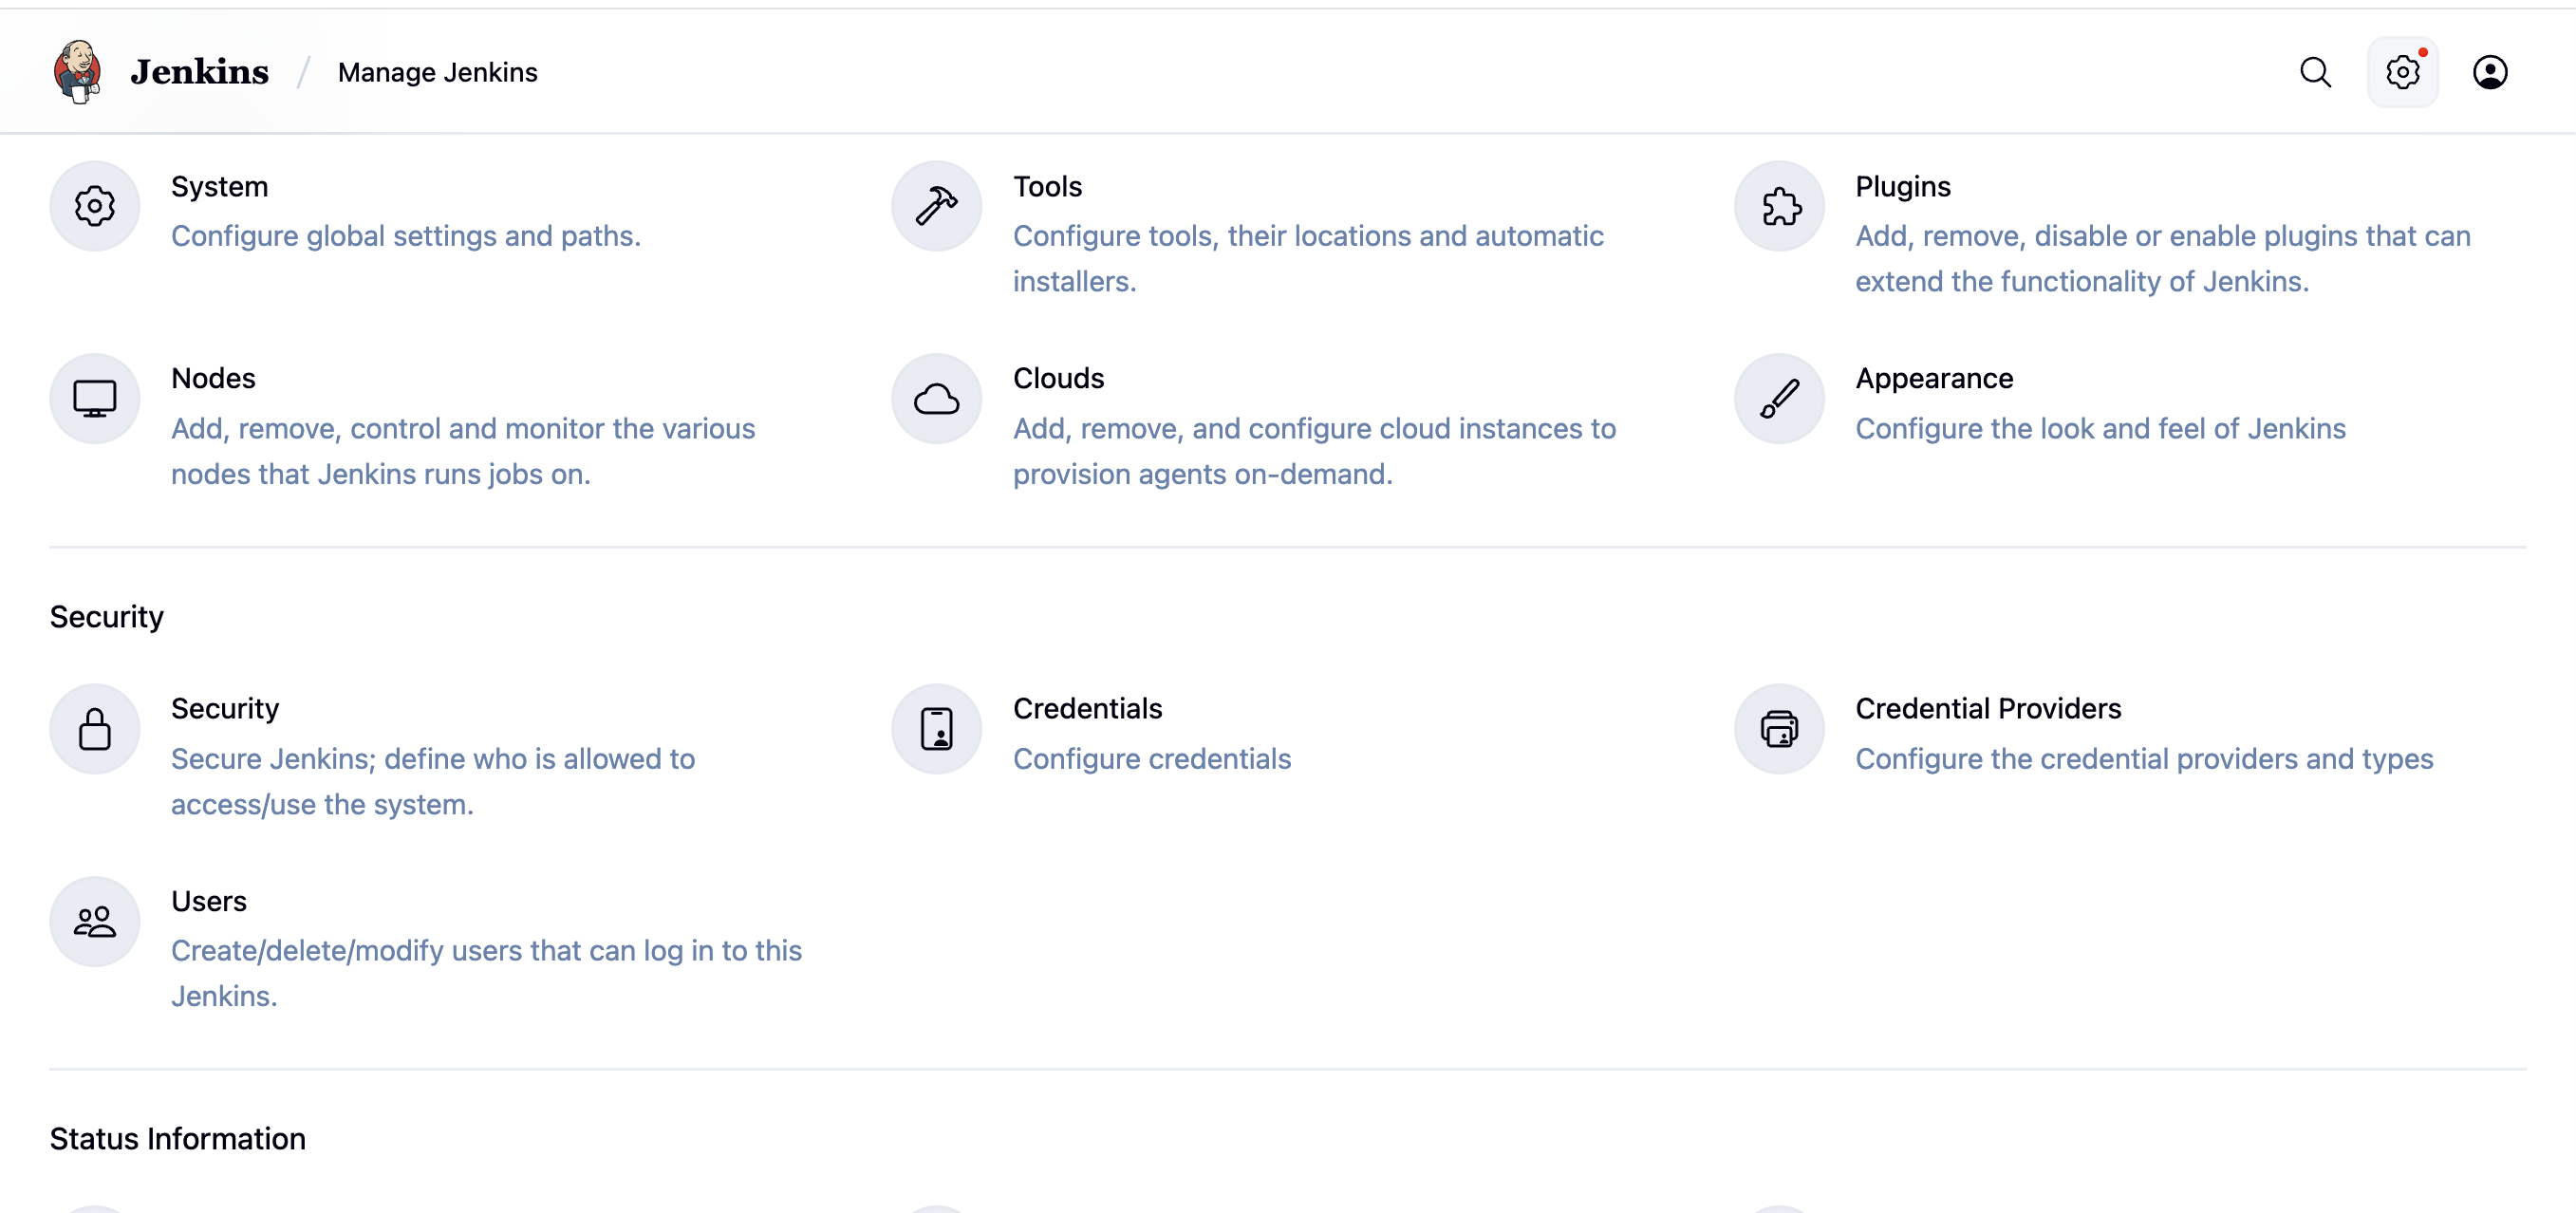 Jenkins / Manage Jenkins
System
Configure global settings and paths.
Tools
Configure tools, their locations and automatic
installers.
Plugins
Add, remove, disable or enable plugins that can
extend the functionality of Jenkins.
Nodes
Add, remove, control and monitor the various
nodes that Jenkins runs jobs on.
Clouds
Add, remove, and configure cloud instances to
provision agents on-demand.
Appearance
Configure the look and feel of Jenkins
Security
Security
Secure Jenkins; define who is allowed to
access/use the system.
Credentials
Configure credentials
Credential Providers
Configure the credential providers and types
Users
Create/delete/modify users that can log in to this
Jenkins.
Status Information